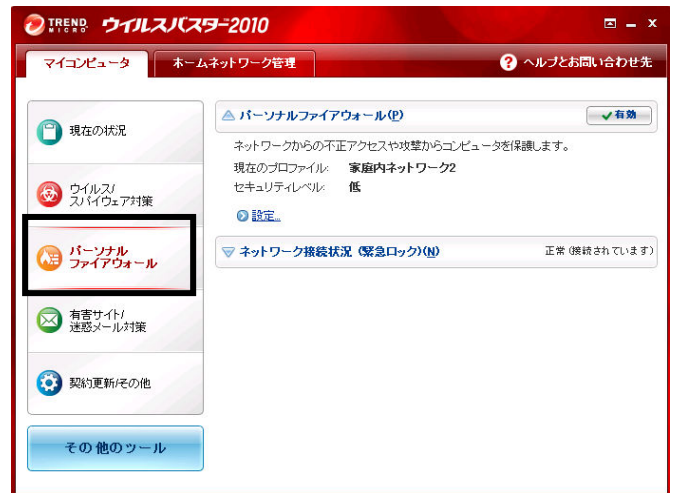 TREND MICRO ウイルスバスター2010
マイコンピュータ
ホームネットワーク管理
? ヘルプとお問い合わせ先
現在の状況
ウイルス/
スパイウェア対策
パーソナル
ファイアウォール
有害サイト/
迷惑メール対策
契約更新/その他
その他のツール
パーソナルファイアウォール(P)
有効
ネットワークからの不正アクセスや攻撃からコンピュータを保護します。
現在のプロファイル: 家庭内ネットワーク2
セキュリティレベル: 低
設定...
ネットワーク接続状況 (緊急ロック)(N)
正常 (接続されています)